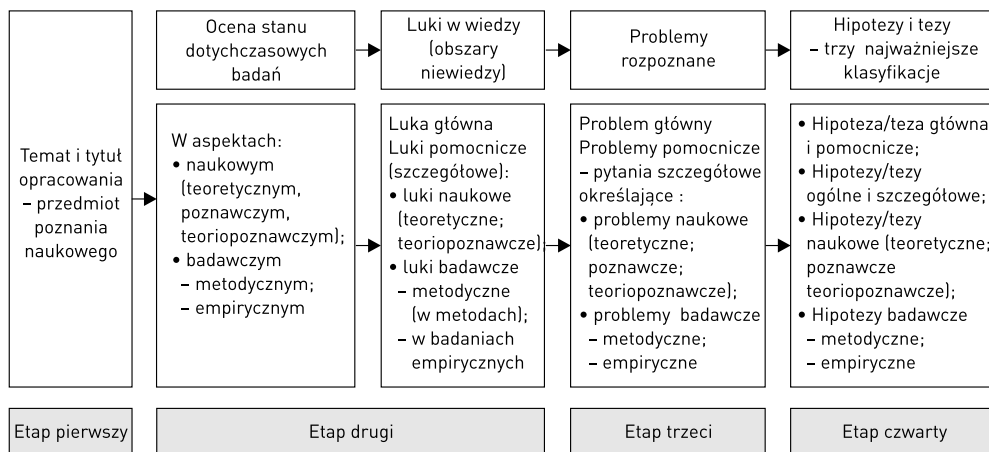 Temat i tytuł
opracowania
– przedmiot
poznania
naukowego
Ocena stanu
dotychczasowych
badań
Luki w wiedzy
(obszary
niewiedzy)
Problemy
rozpoznane
Hipotezy i tezy
– trzy najważniejsze
klasyfikacje
W aspektach:
• naukowym
(teoretycznym,
poznawczym,
teoriopoznawczym);
• badawczym
– metodycznym;
– empirycznym
Luka główna
Luki pomocnicze
(szczegółowe):
• luki naukowe
(teoretyczne;
teoriopoznawcze);
• luki badawcze
– metodyczne
(w metodach);
– w badaniach
empirycznych
Problem główny
Problemy pomocnicze
– pytania szczegółowe
określające :
• problemy naukowe
(teoretyczne;
poznawcze;
teoriopoznawcze);
• problemy badawcze
– metodyczne;
– empiryczne
• Hipoteza/teza główna
i pomocnicze;
• Hipotezy/tezy
ogólne i szczegółowe;
• Hipotezy/tezy
naukowe (teoretyczne;
poznawcze
teoriopoznawcze);
• Hipotezy badawcze
– metodyczne;
– empiryczne
Etap pierwszy
Etap drugi
Etap trzeci
Etap czwarty